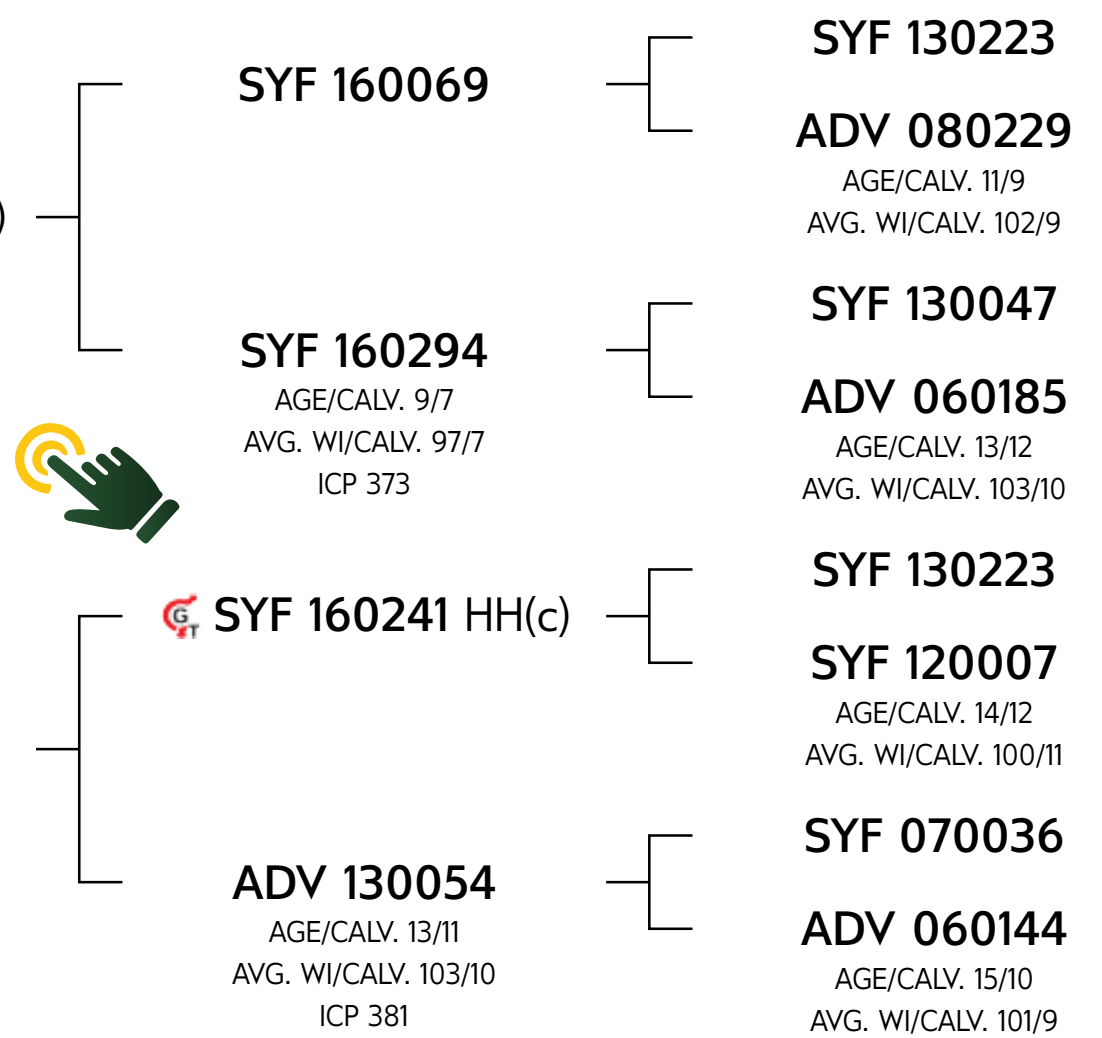 )
SYF 160069
SYF 130223
ADV 080229
AGE/CALV. 11/9
AVG. WI/CALV. 102/9
SYF 160294
AGE/CALV. 9/7
AVG. WI/CALV. 97/7
ICP 373
SYF 130047
ADV 060185
AGE/CALV. 13/12
AVG. WI/CALV. 103/10
GT SYF 160241 HH(c)
SYF 130223
SYF 120007
AGE/CALV. 14/12
AVG. WI/CALV. 100/11
ADV 130054
AGE/CALV. 13/11
AVG. WI/CALV. 103/10
ICP 381
SYF 070036
ADV 060144
AGE/CALV. 15/10
AVG. WI/CALV. 101/9